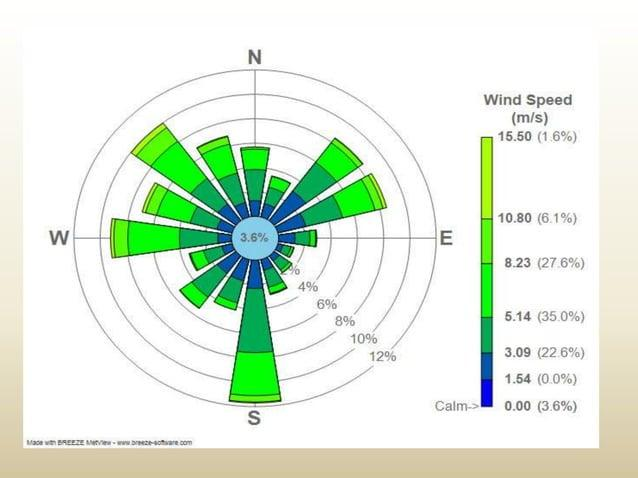 N
Wind Speed
(m/s)
15.50 (1.6%)
10.80 (6.1%)
W
3.6%
E
8.23 (27.6%)
2%
4%
6%
8%
10%
12%
5.14 (35.0%)
3.09 (22.6%)
1.54 (0.0%)
Calm-> 0.00 (3.6%)
S
Made with BREEZE MetView - www.breeze-software.com